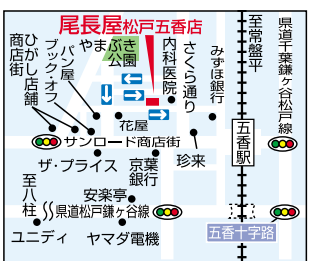 尾長屋松戸五香店
やまぶき
公園
パン屋
ブック・オフ
ひがし店舗
商店街
内科医院
さくら通り
みずほ銀行
至常盤平
県道千葉鎌ヶ谷松戸線
花屋
サンロード商店街
珍来
五香駅
ザ・プライス
京葉
銀行
至八柱
安楽亭
県道松戸鎌ヶ谷線
五香十字路
ユニディ
ヤマダ電機